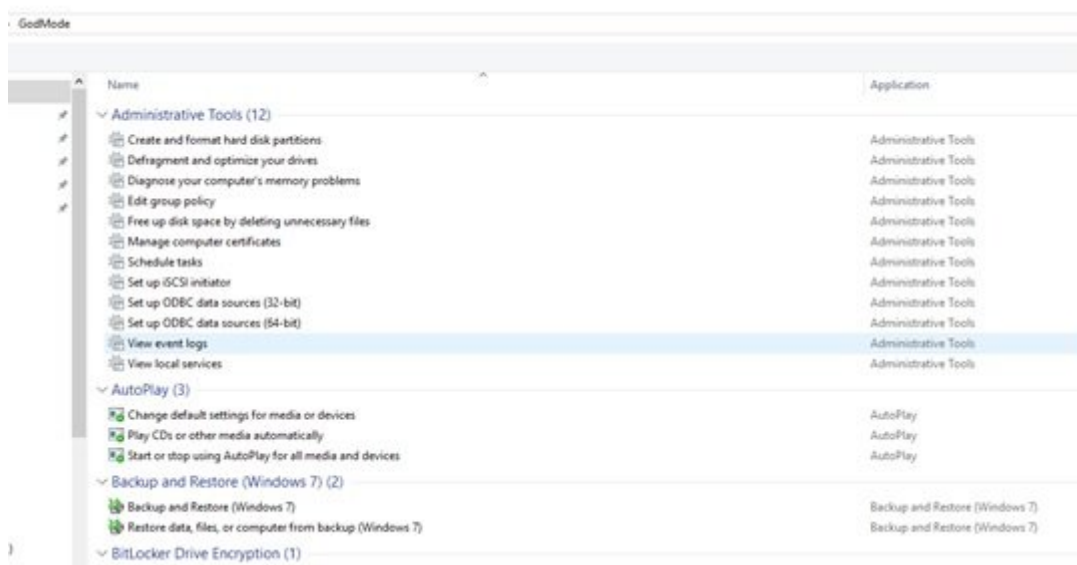 GodMode
Name Application
Administrative Tools (12)
Create and format hard disk partitions Administrative Tools
Defragment and optimize your drives Administrative Tools
Diagnose your computer's memory problems Administrative Tools
Edit group policy Administrative Tools
Free up disk space by deleting unnecessary files Administrative Tools
Manage computer certificates Administrative Tools
Schedule tasks Administrative Tools
Set up iSCSI initiator Administrative Tools
Set up ODBC data sources (32-bit) Administrative Tools
Set up ODBC data sources (64-bit) Administrative Tools
View event logs Administrative Tools
View local services Administrative Tools
AutoPlay (3)
Change default settings for media or devices AutoPlay
Play CDs or other media automatically AutoPlay
Start or stop using AutoPlay for all media and devices AutoPlay
Backup and Restore (Windows 7) (2)
Backup and Restore (Windows 7) Backup and Restore (Windows 7)
Restore data, files, or computer from backup (Windows 7) Backup and Restore (Windows 7)
)
BitLocker Drive Encryption (1)